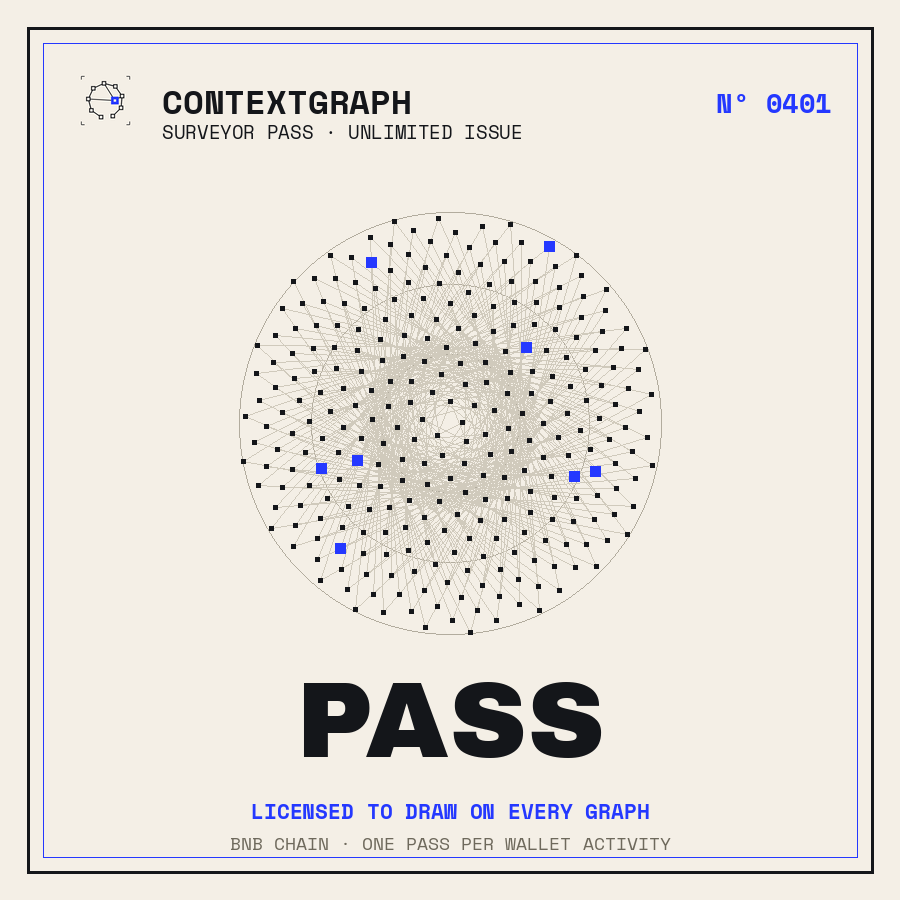 CONTEXTGRAPH
N° 0401
SURVEYOR PASS · UNLIMITED ISSUE
PASS
LICENSED TO DRAW ON EVERY GRAPH
BNB CHAIN · ONE PASS PER WALLET ACTIVITY